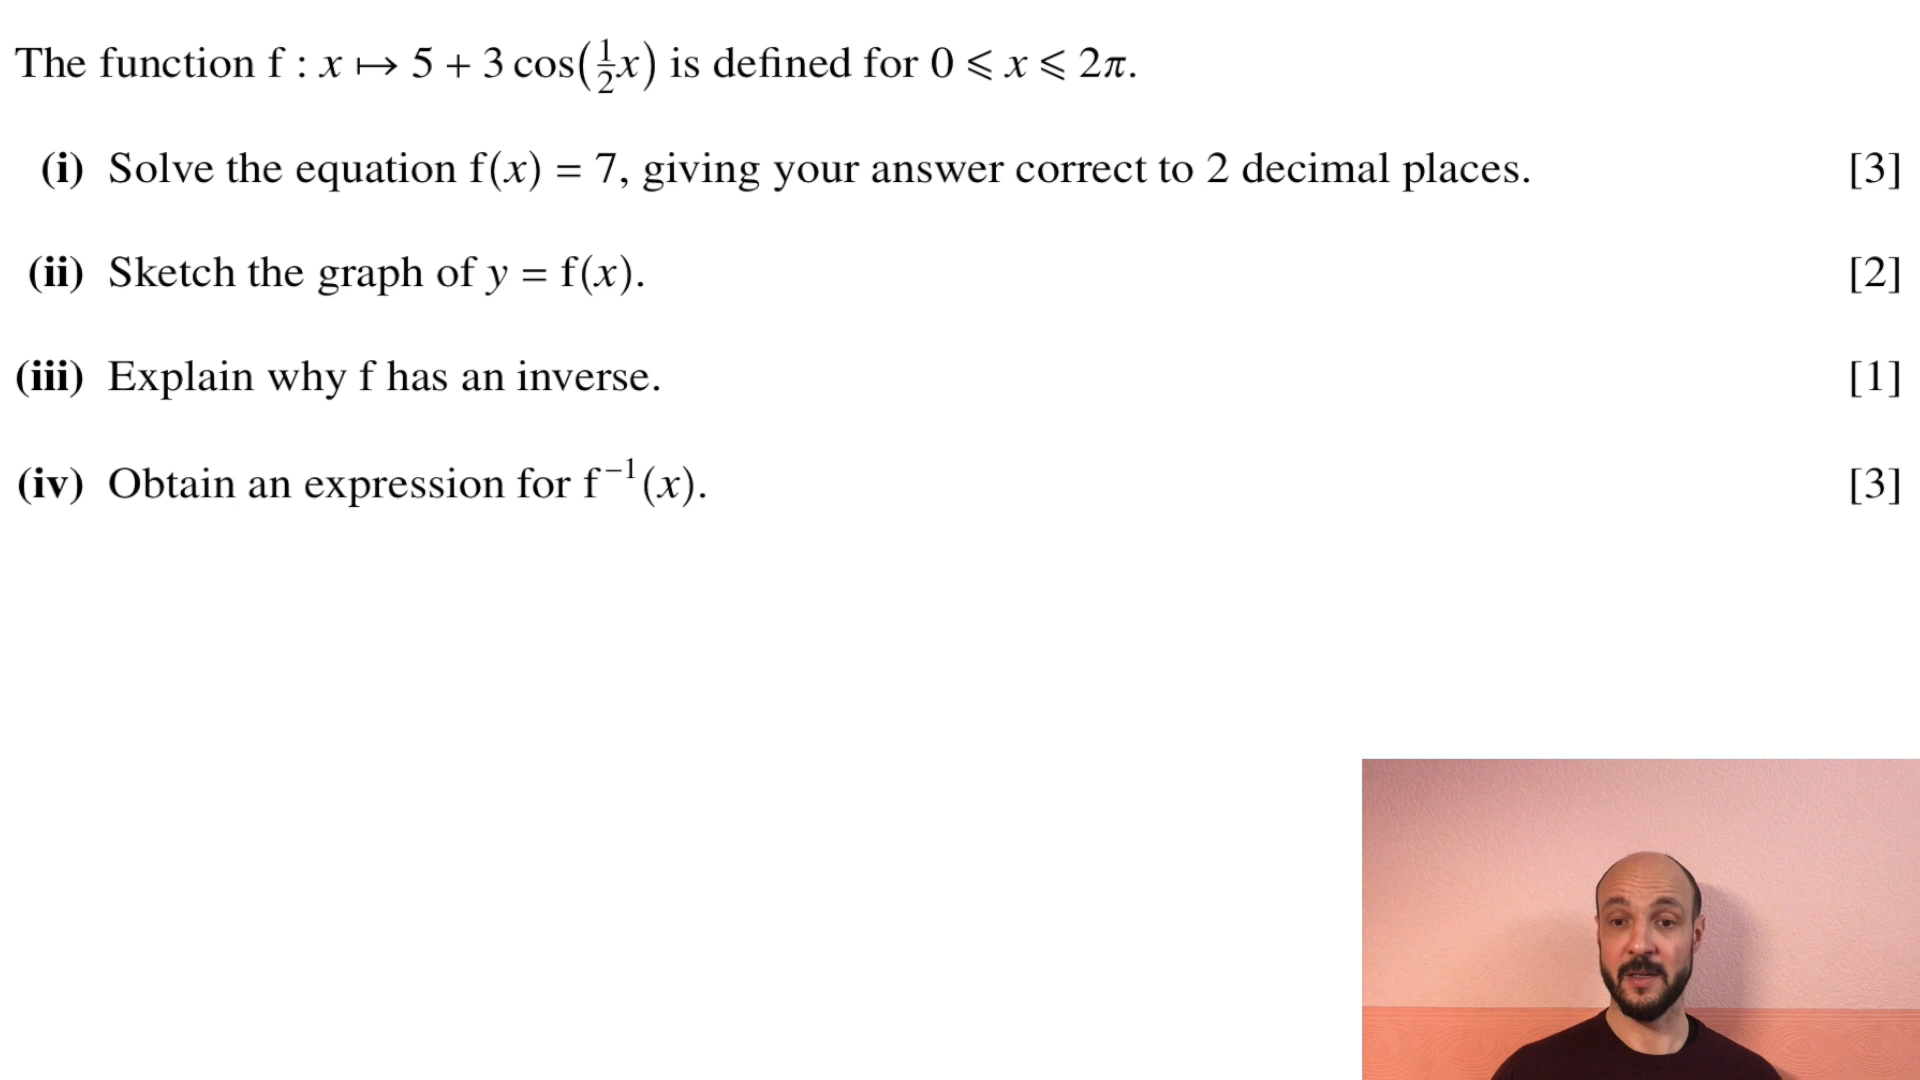 The function f : x ↦ 5 + 3 cos(½x) is defined for 0 ⩽ x ⩽ 2π.
(i) Solve the equation f(x) = 7, giving your answer correct to 2 decimal places. [3]
(ii) Sketch the graph of y = f(x). [2]
(iii) Explain why f has an inverse. [1]
(iv) Obtain an expression for f⁻¹(x). [3]